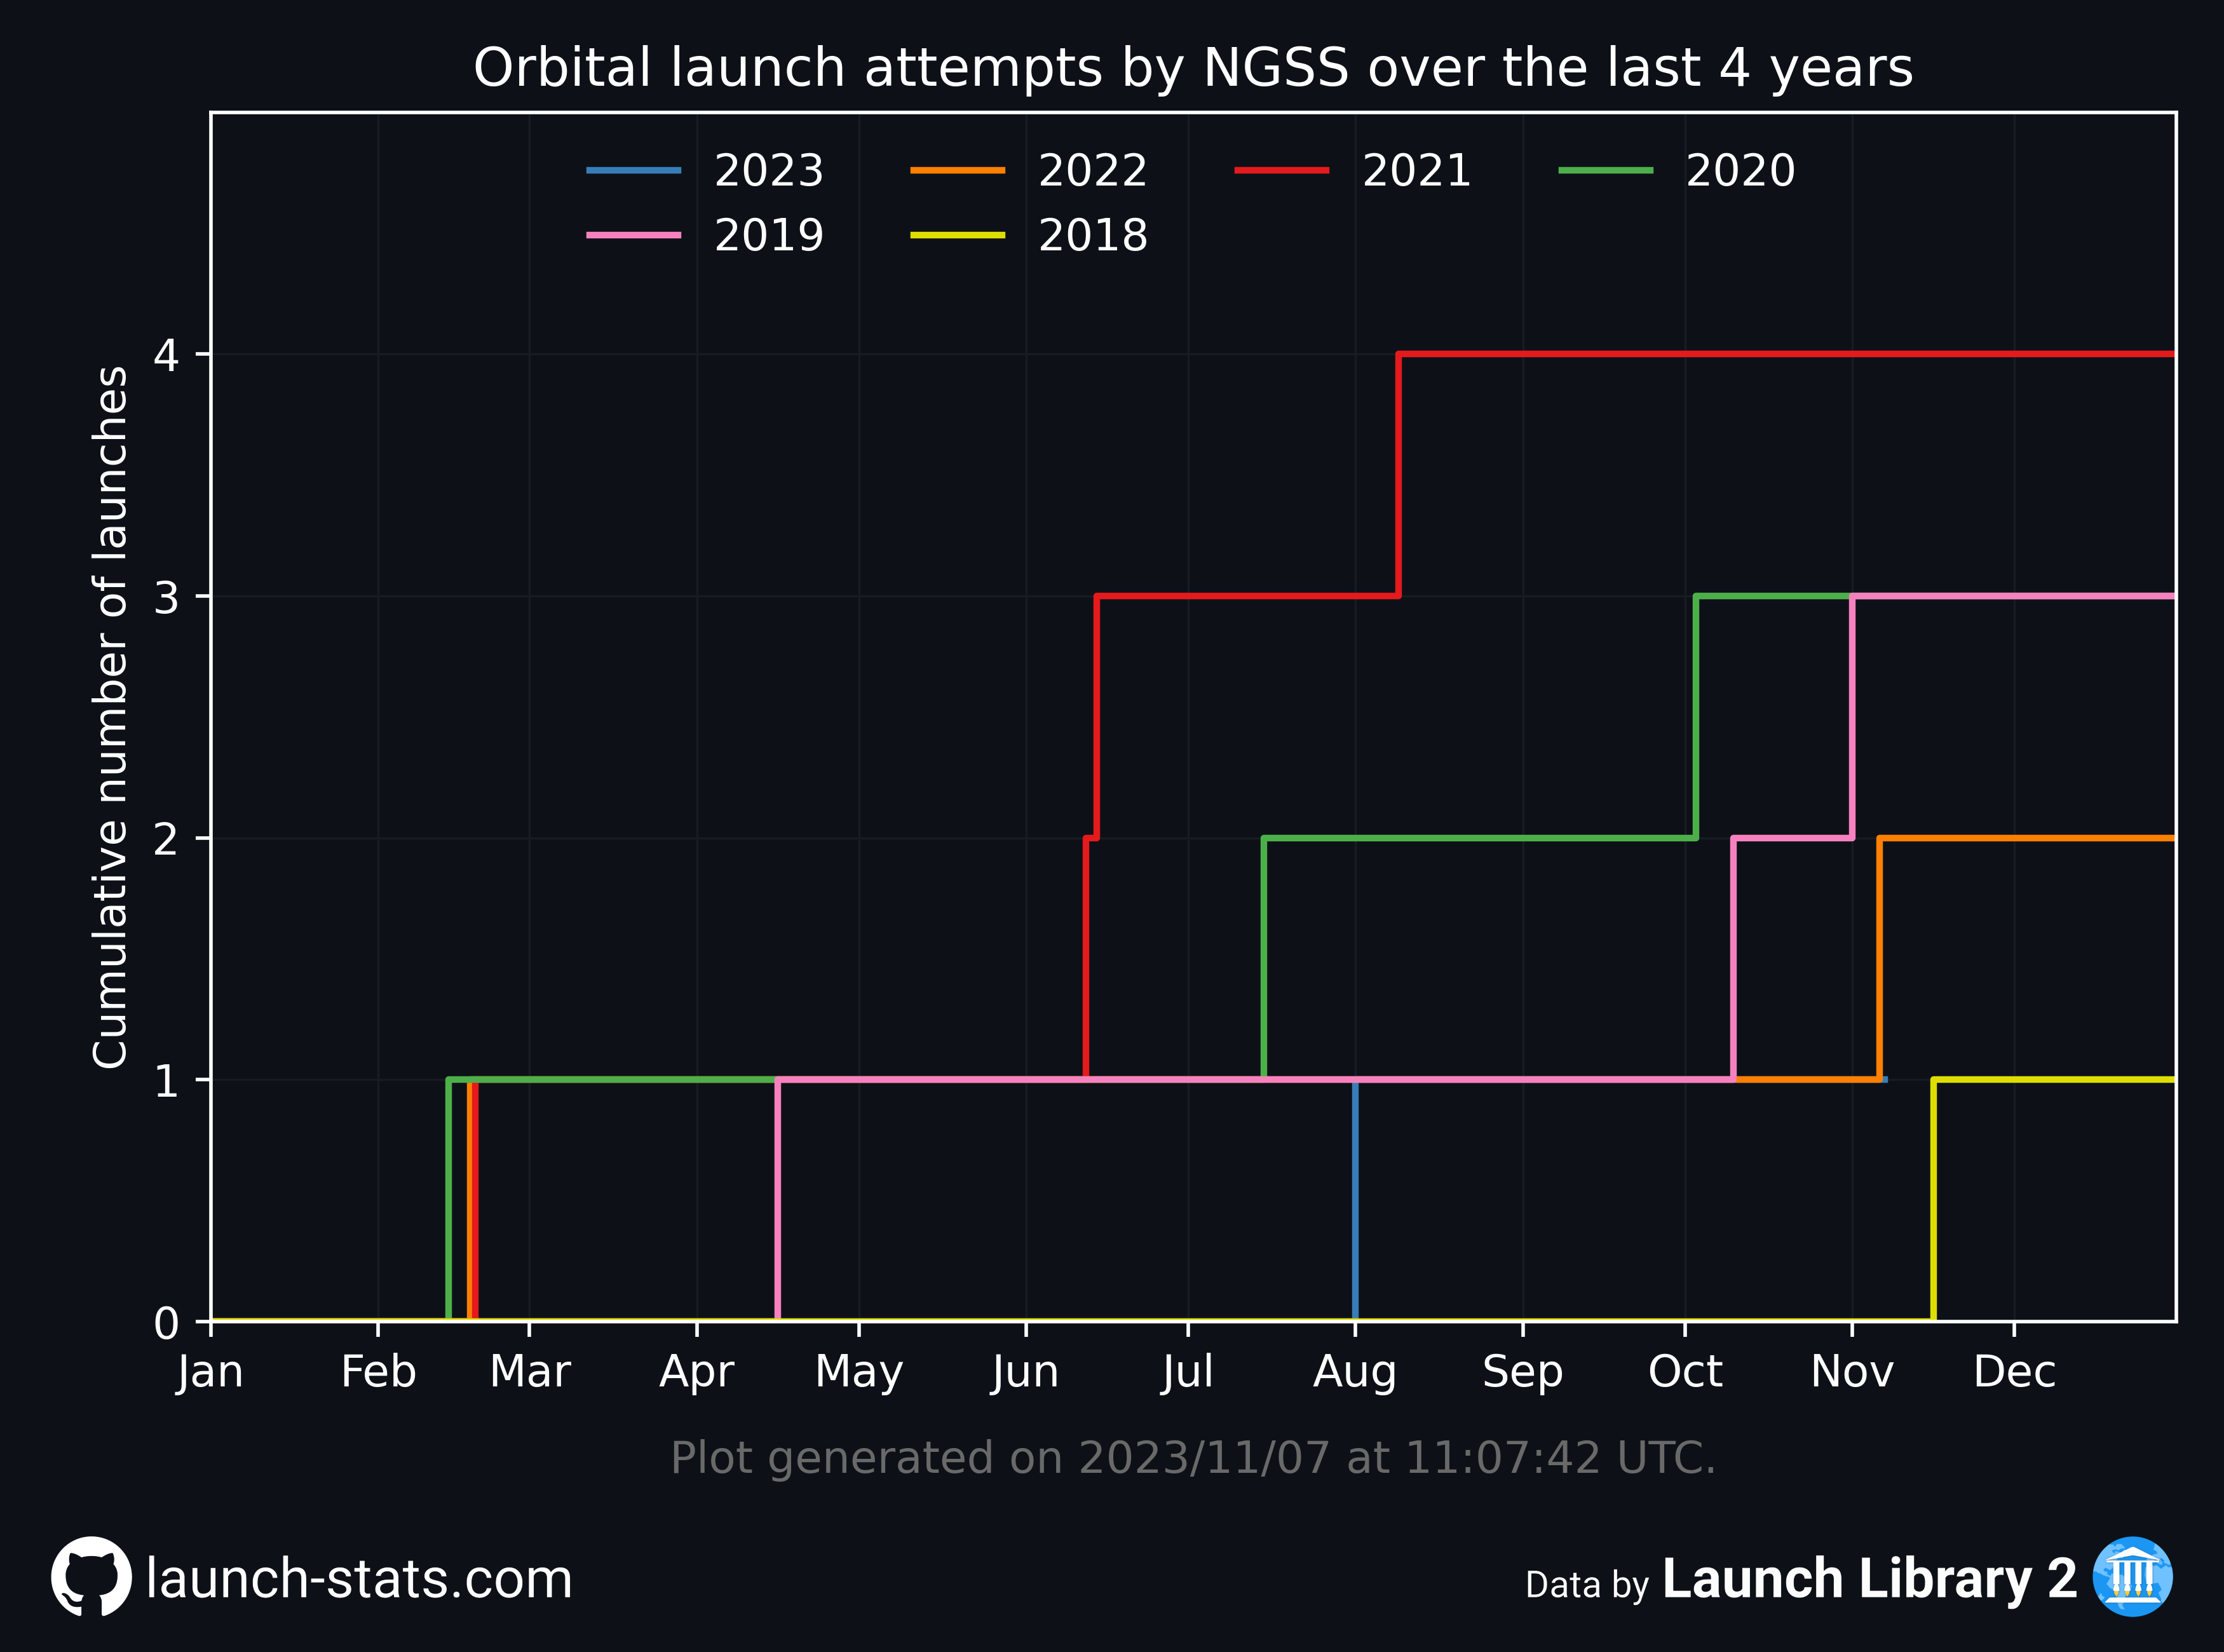 Orbital launch attempts by NGSS over the last 4 years
2023 2022 2021 2020
2019 2018
Cumulative number of launches
4
3
2
1
0
Jan Feb Mar Apr May Jun Jul Aug Sep Oct Nov Dec
Plot generated on 2023/11/07 at 11:07:42 UTC.
launch-stats.com
Data by Launch Library 2